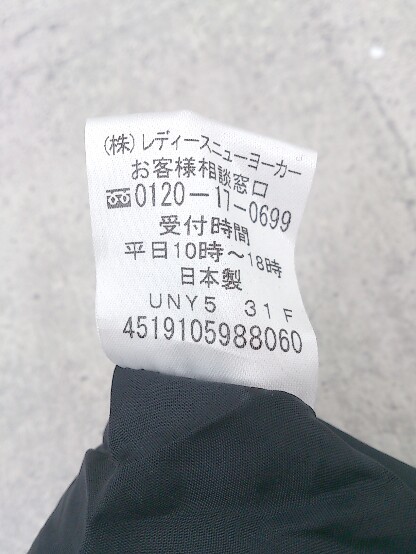 (株)レディースニューヨーカー
お客様相談窓口
0120-17-0699
受付時間
平日10時～18時
日本製
UNY5 31 F
4519105988060